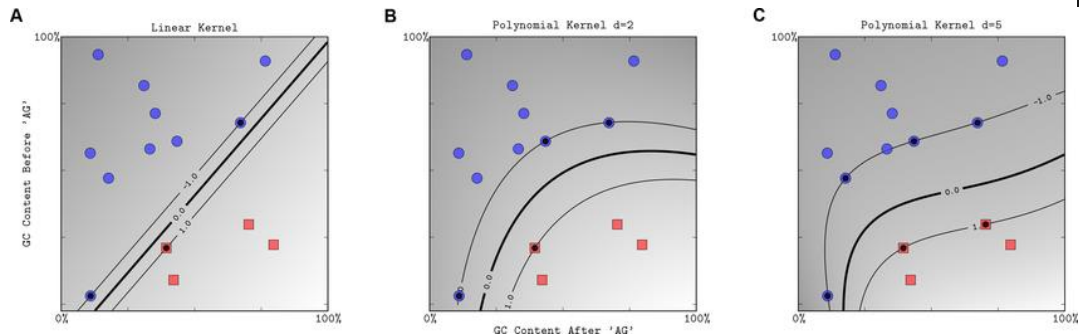 A
Linear Kernel
100%
GC Content Before 'AG'
-1.0
0.0
1.0
0%
100%
B
Polynomial Kernel d=2
100%
0.0
1.0
0%
100%
GC Content After 'AG'
C
Polynomial Kernel d=5
100%
-1.0
0.0
0%
100%